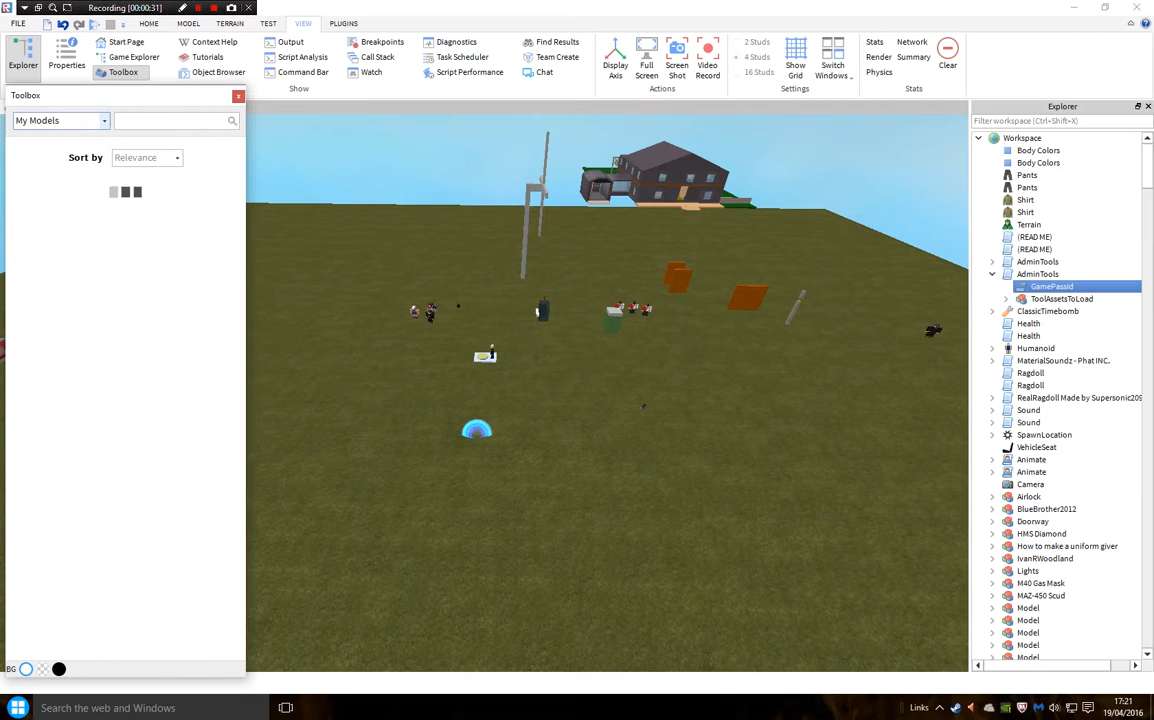 Recording [00:00:31]
FILE HOME MODEL TERRAIN TEST VIEW PLUGINS
Explorer
Properties
Start Page
Game Explorer
Toolbox
Context Help
Tutorials
Object Browser
Output
Script Analysis
Command Bar
Breakpoints
Call Stack
Watch
Diagnostics
Task Scheduler
Script Performance
Find Results
Team Create
Chat
Show
Display Axis
Full Screen
Screen Shot
Video Record
Actions
2 Studs
4 Studs
16 Studs
Show Grid
Switch Windows
Settings
Stats
Render
Physics
Network
Summary
Clear
Stats
Toolbox
My Models
Sort by Relevance
BG
Explorer
Filter workspace (Ctrl+Shift+X)
Workspace
Body Colors
Body Colors
Pants
Pants
Shirt
Shirt
Terrain
(READ ME)
(READ ME)
AdminTools
AdminTools
GamePassId
ToolAssetsToLoad
ClassicTimebomb
Health
Health
Humanoid
MaterialSoundz - Phat INC.
Ragdoll
Ragdoll
RealRagdoll Made by Supersonic209
Sound
Sound
SpawnLocation
VehicleSeat
Animate
Animate
Camera
Airlock
BlueBrother2012
Doorway
HMS Diamond
How to make a uniform giver
IvanRWoodland
Lights
M40 Gas Mask
MAZ-450 Scud
Model
Model
Model
Model
Model
Search the web and Windows
Links
17:21
19/04/2016